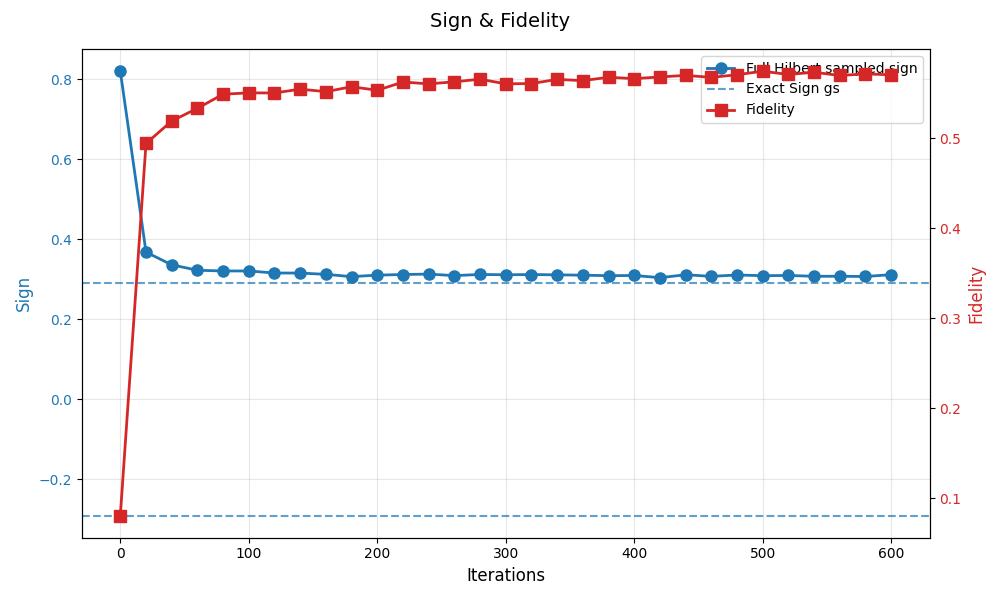 Sign & Fidelity
Full Hilbert sampled sign
Exact Sign gs
Fidelity
Sign
0.8
0.6
0.4
0.2
0.0
−0.2
Fidelity
0.5
0.4
0.3
0.2
0.1
0 100 200 300 400 500 600
Iterations